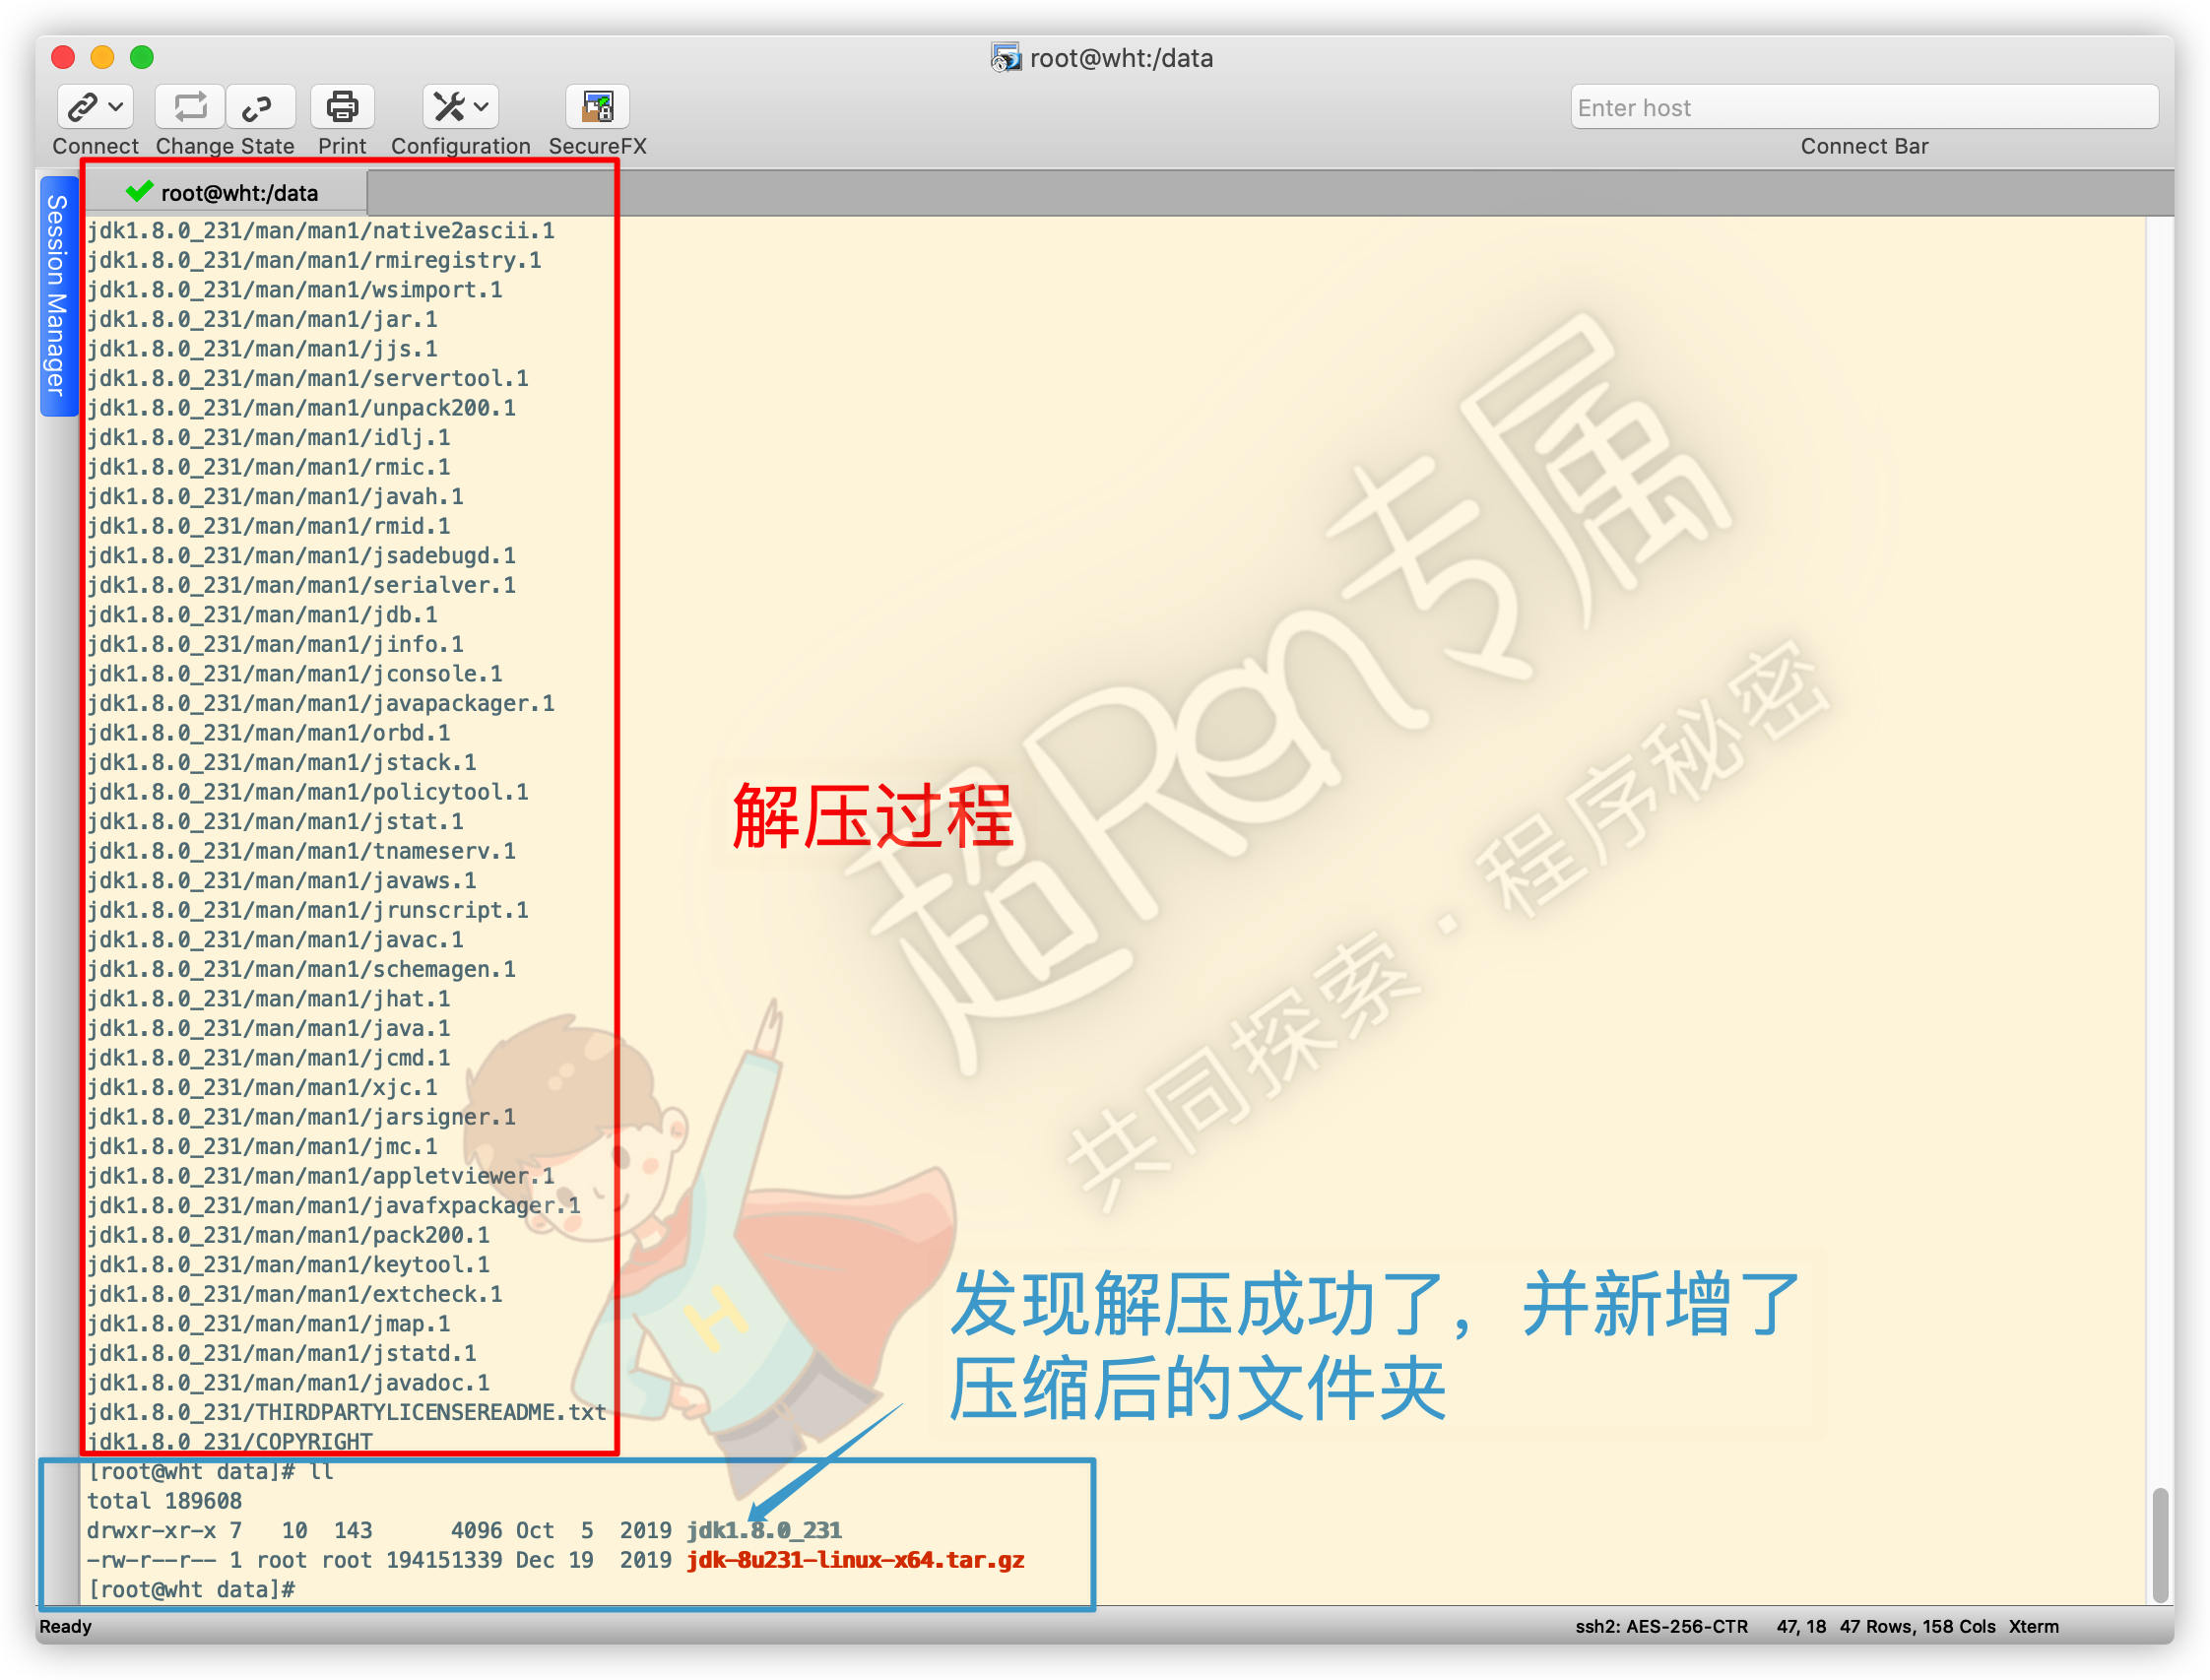 root@wht:/data
Enter host
Connect Change State Print Configuration SecureFX Connect Bar
Session Manager
root@wht:/data
jdk1.8.0_231/man/man1/native2ascii.1
jdk1.8.0_231/man/man1/rmiregistry.1
jdk1.8.0_231/man/man1/wsimport.1
jdk1.8.0_231/man/man1/jar.1
jdk1.8.0_231/man/man1/jjs.1
jdk1.8.0_231/man/man1/servertool.1
jdk1.8.0_231/man/man1/unpack200.1
jdk1.8.0_231/man/man1/idlj.1
jdk1.8.0_231/man/man1/rmic.1
jdk1.8.0_231/man/man1/javah.1
jdk1.8.0_231/man/man1/rmid.1
jdk1.8.0_231/man/man1/jsadebugd.1
jdk1.8.0_231/man/man1/serialver.1
jdk1.8.0_231/man/man1/jdb.1
jdk1.8.0_231/man/man1/jinfo.1
jdk1.8.0_231/man/man1/jconsole.1
jdk1.8.0_231/man/man1/javapackager.1
jdk1.8.0_231/man/man1/orbd.1
jdk1.8.0_231/man/man1/jstack.1
jdk1.8.0_231/man/man1/policytool.1
jdk1.8.0_231/man/man1/jstat.1
jdk1.8.0_231/man/man1/tnameserv.1
jdk1.8.0_231/man/man1/javaws.1
jdk1.8.0_231/man/man1/jrunscript.1
jdk1.8.0_231/man/man1/javac.1
jdk1.8.0_231/man/man1/schemagen.1
jdk1.8.0_231/man/man1/jhat.1
jdk1.8.0_231/man/man1/java.1
jdk1.8.0_231/man/man1/jcmd.1
jdk1.8.0_231/man/man1/xjc.1
jdk1.8.0_231/man/man1/jarsigner.1
jdk1.8.0_231/man/man1/jmc.1
jdk1.8.0_231/man/man1/appletviewer.1
jdk1.8.0_231/man/man1/javafxpackager.1
jdk1.8.0_231/man/man1/pack200.1
jdk1.8.0_231/man/man1/keytool.1
jdk1.8.0_231/man/man1/extcheck.1
jdk1.8.0_231/man/man1/jmap.1
jdk1.8.0_231/man/man1/jstatd.1
jdk1.8.0_231/man/man1/javadoc.1
jdk1.8.0_231/THIRDPARTYLICENSEREADME.txt
jdk1.8.0_231/COPYRIGHT
[root@wht data]# ll
total 189608
drwxr-xr-x 7 10 143 4096 Oct 5 2019 jdk1.8.0_231
-rw-r--r-- 1 root root 194151339 Dec 19 2019 jdk-8u231-linux-x64.tar.gz
[root@wht data]#
解压过程
发现解压成功了，并新增了
压缩后的文件夹
超Ren专属
共同探索·程序秘密
H
Ready ssh2: AES-256-CTR 47, 18 47 Rows, 158 Cols Xterm